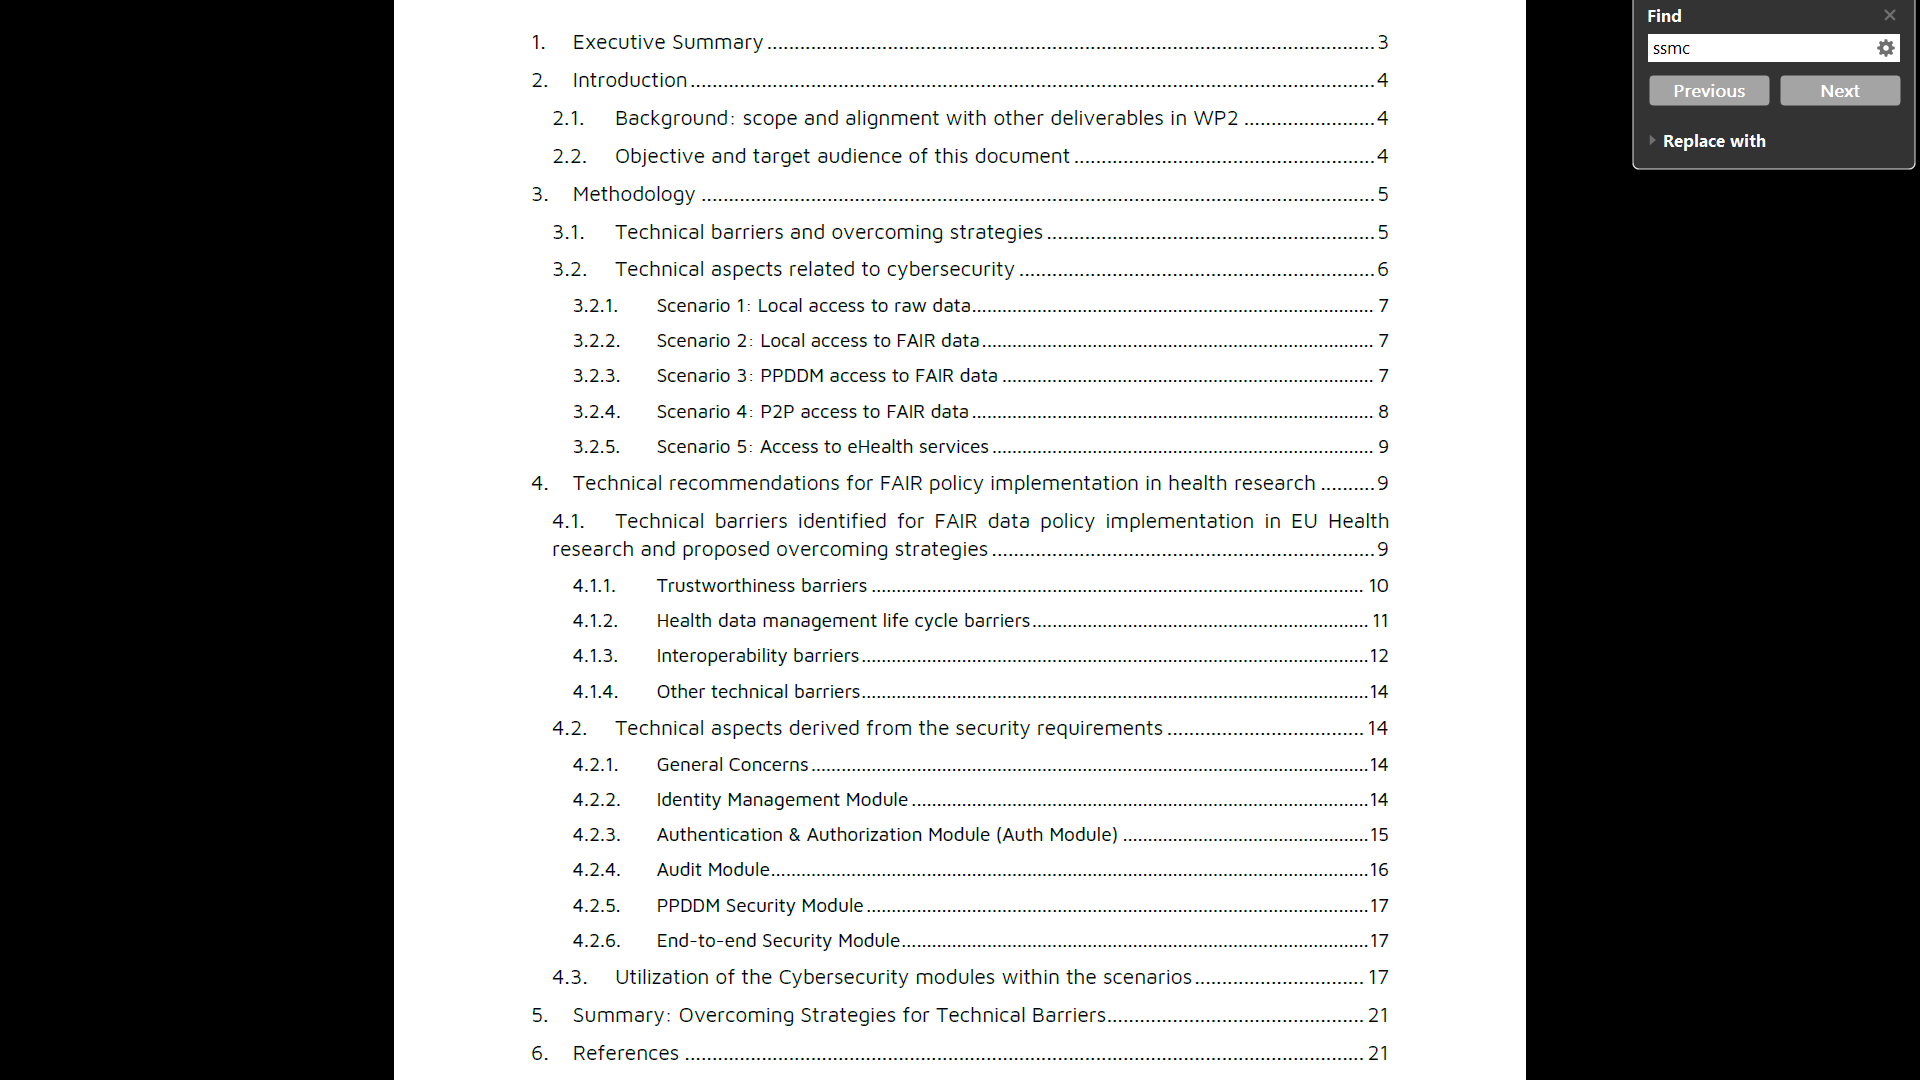 1. Executive Summary ........ 3
2. Introduction ........ 4
2.1. Background: scope and alignment with other deliverables in WP2 ........ 4
2.2. Objective and target audience of this document ........ 4
3. Methodology ........ 5
3.1. Technical barriers and overcoming strategies ........ 5
3.2. Technical aspects related to cybersecurity ........ 6
3.2.1. Scenario 1: Local access to raw data ........ 7
3.2.2. Scenario 2: Local access to FAIR data ........ 7
3.2.3. Scenario 3: PPDDM access to FAIR data ........ 7
3.2.4. Scenario 4: P2P access to FAIR data ........ 8
3.2.5. Scenario 5: Access to eHealth services ........ 9
4. Technical recommendations for FAIR policy implementation in health research ........ 9
4.1. Technical barriers identified for FAIR data policy implementation in EU Health
research and proposed overcoming strategies ........ 9
4.1.1. Trustworthiness barriers ........ 10
4.1.2. Health data management life cycle barriers ........ 11
4.1.3. Interoperability barriers ........ 12
4.1.4. Other technical barriers ........ 14
4.2. Technical aspects derived from the security requirements ........ 14
4.2.1. General Concerns ........ 14
4.2.2. Identity Management Module ........ 14
4.2.3. Authentication & Authorization Module (Auth Module) ........ 15
4.2.4. Audit Module ........ 16
4.2.5. PPDDM Security Module ........ 17
4.2.6. End-to-end Security Module ........ 17
4.3. Utilization of the Cybersecurity modules within the scenarios ........ 17
5. Summary: Overcoming Strategies for Technical Barriers ........ 21
6. References ........ 21
Find
ssmc
Previous Next
Replace with